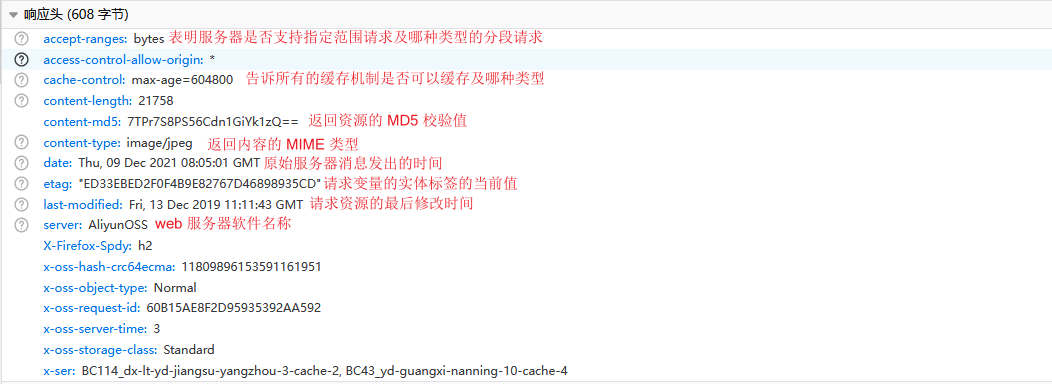 响应头 (608 字节)
accept-ranges: bytes 表明服务器是否支持指定范围请求及哪种类型的分段请求
access-control-allow-origin: *
cache-control: max-age=604800 告诉所有的缓存机制是否可以缓存及哪种类型
content-length: 21758
content-md5: 7TPr7S8PS56Cdn1GiYk1zQ== 返回资源的 MD5 校验值
content-type: image/jpeg 返回内容的 MIME 类型
date: Thu, 09 Dec 2021 08:05:01 GMT 原始服务器消息发出的时间
etag: "ED33EBED2F0F4B9E82767D46898935CD" 请求变量的实体标签的当前值
last-modified: Fri, 13 Dec 2019 11:11:43 GMT 请求资源的最后修改时间
server: AliyunOSS web 服务器软件名称
X-Firefox-Spdy: h2
x-oss-hash-crc64ecma: 11809896153591161951
x-oss-object-type: Normal
x-oss-request-id: 60B15AE8F2D95935392AA592
x-oss-server-time: 3
x-oss-storage-class: Standard
x-ser: BC114_dx-lt-yd-jiangsu-yangzhou-3-cache-2, BC43_yd-guangxi-nanning-10-cache-4